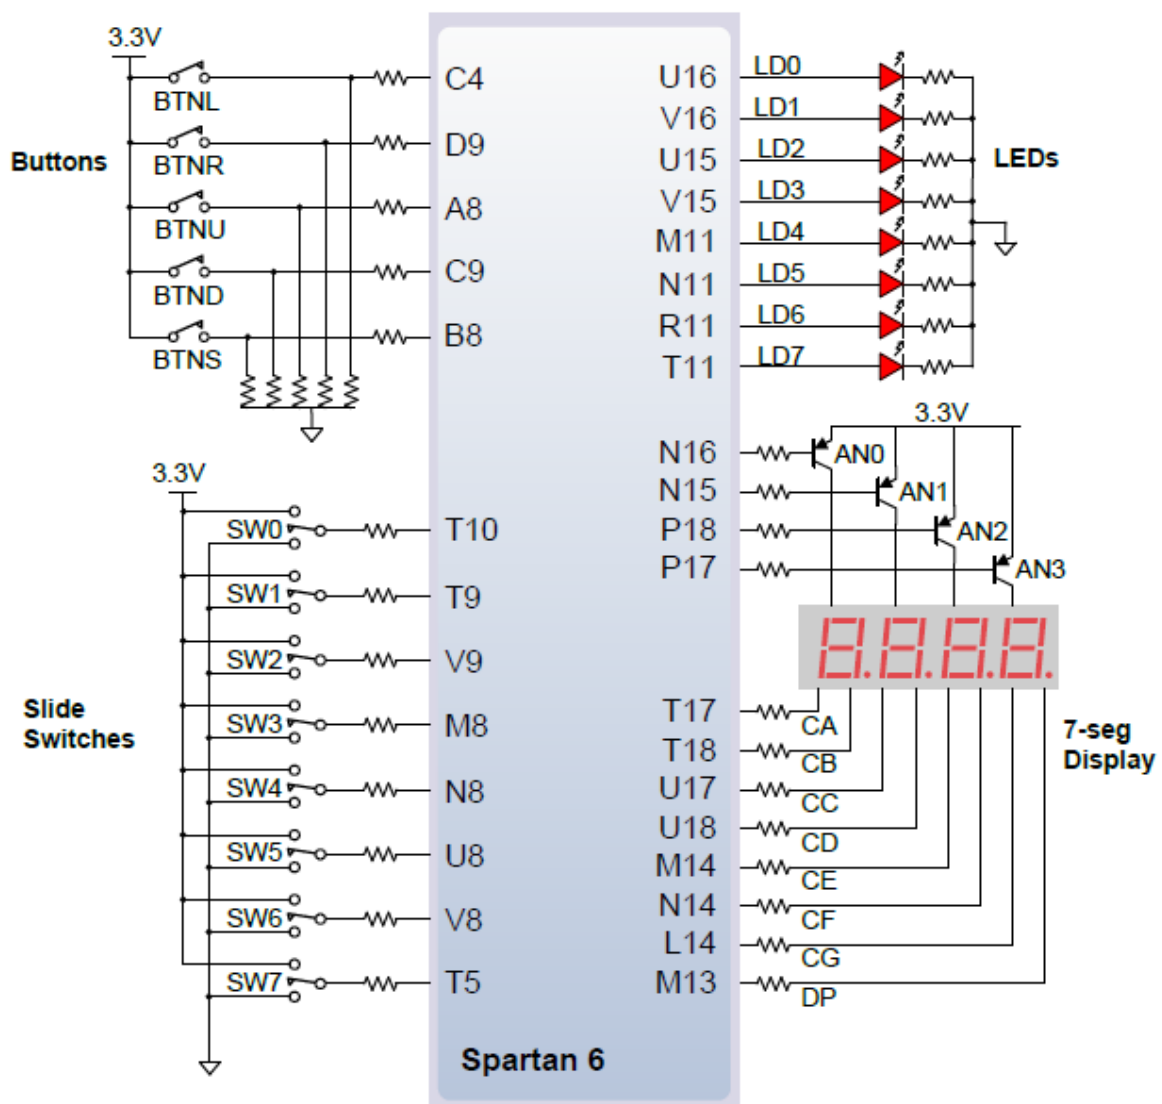 3.3V
BTNL
BTNR
BTNU
BTND
BTNS
Buttons
C4
D9
A8
C9
B8
3.3V
SW0
SW1
SW2
SW3
SW4
SW5
SW6
SW7
Slide
Switches
T10
T9
V9
M8
N8
U8
V8
T5
U16 LD0
V16 LD1
U15 LD2
V15 LD3
M11 LD4
N11 LD5
R11 LD6
T11 LD7
LEDs
3.3V
N16 AN0
N15 AN1
P18 AN2
P17 AN3
8.8.8.8.
T17 CA
T18 CB
U17 CC
U18 CD
M14 CE
N14 CF
L14 CG
M13 DP
7-seg
Display
Spartan 6